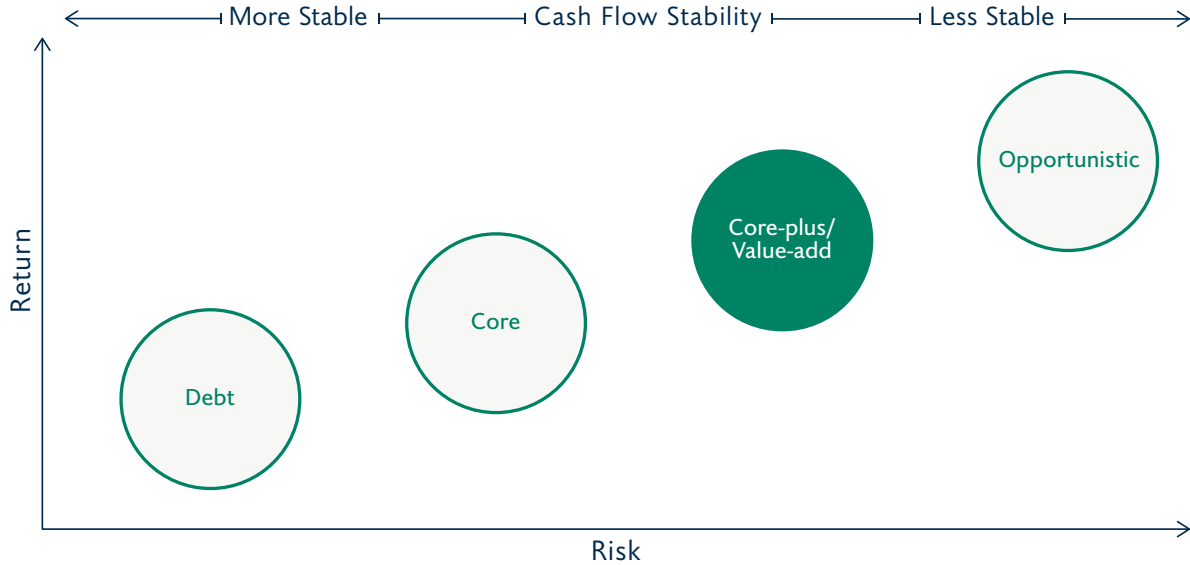 More Stable
Cash Flow Stability
Less Stable
Return
Opportunistic
Core-plus/
Value-add
Core
Debt
Risk